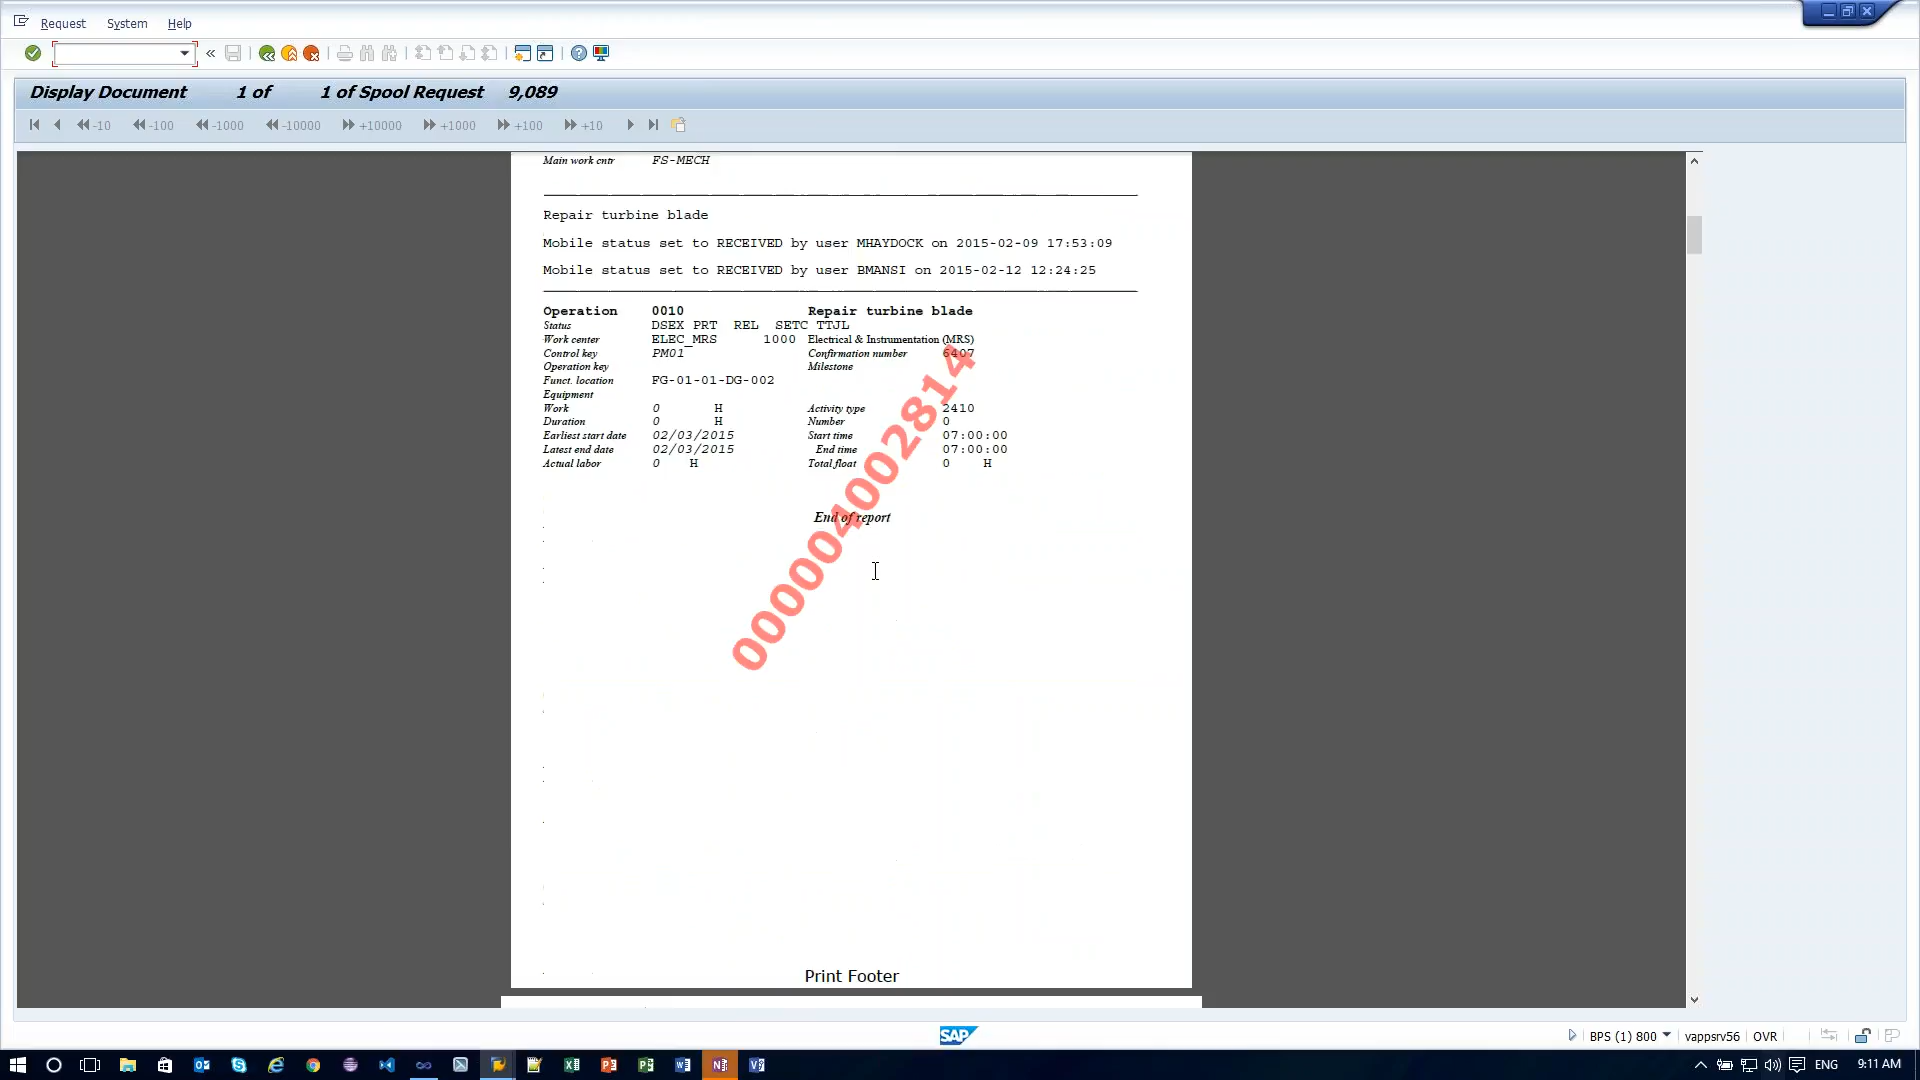 Request System Help
Display Document 1 of 1 of Spool Request 9,089
-10 -100 -1000 -10000 +10000 +1000 +100 +10
Main work cntr FS-MECH
Repair turbine blade
Mobile status set to RECEIVED by user MHAYDOCK on 2015-02-09 17:53:09
Mobile status set to RECEIVED by user BMANSI on 2015-02-12 12:24:25
Operation 0010 Repair turbine blade
Status DSEX PRT REL SETC TTJL
Work center ELEC_MRS 1000 Electrical & Instrumentation (MRS)
Control key PM01 Confirmation number 6407
Operation key Milestone
Funct. location FG-01-01-DG-002
Equipment
Work 0 H Activity type 2410
Duration 0 H Number 0
Earliest start date 02/03/2015 Start time 07:00:00
Latest end date 02/03/2015 End time 07:00:00
Actual labor 0 H Total float 0 H
End of report
000004002814
Print Footer
SAP
BPS (1) 800 vappsrv56 OVR
ENG 9:11 AM